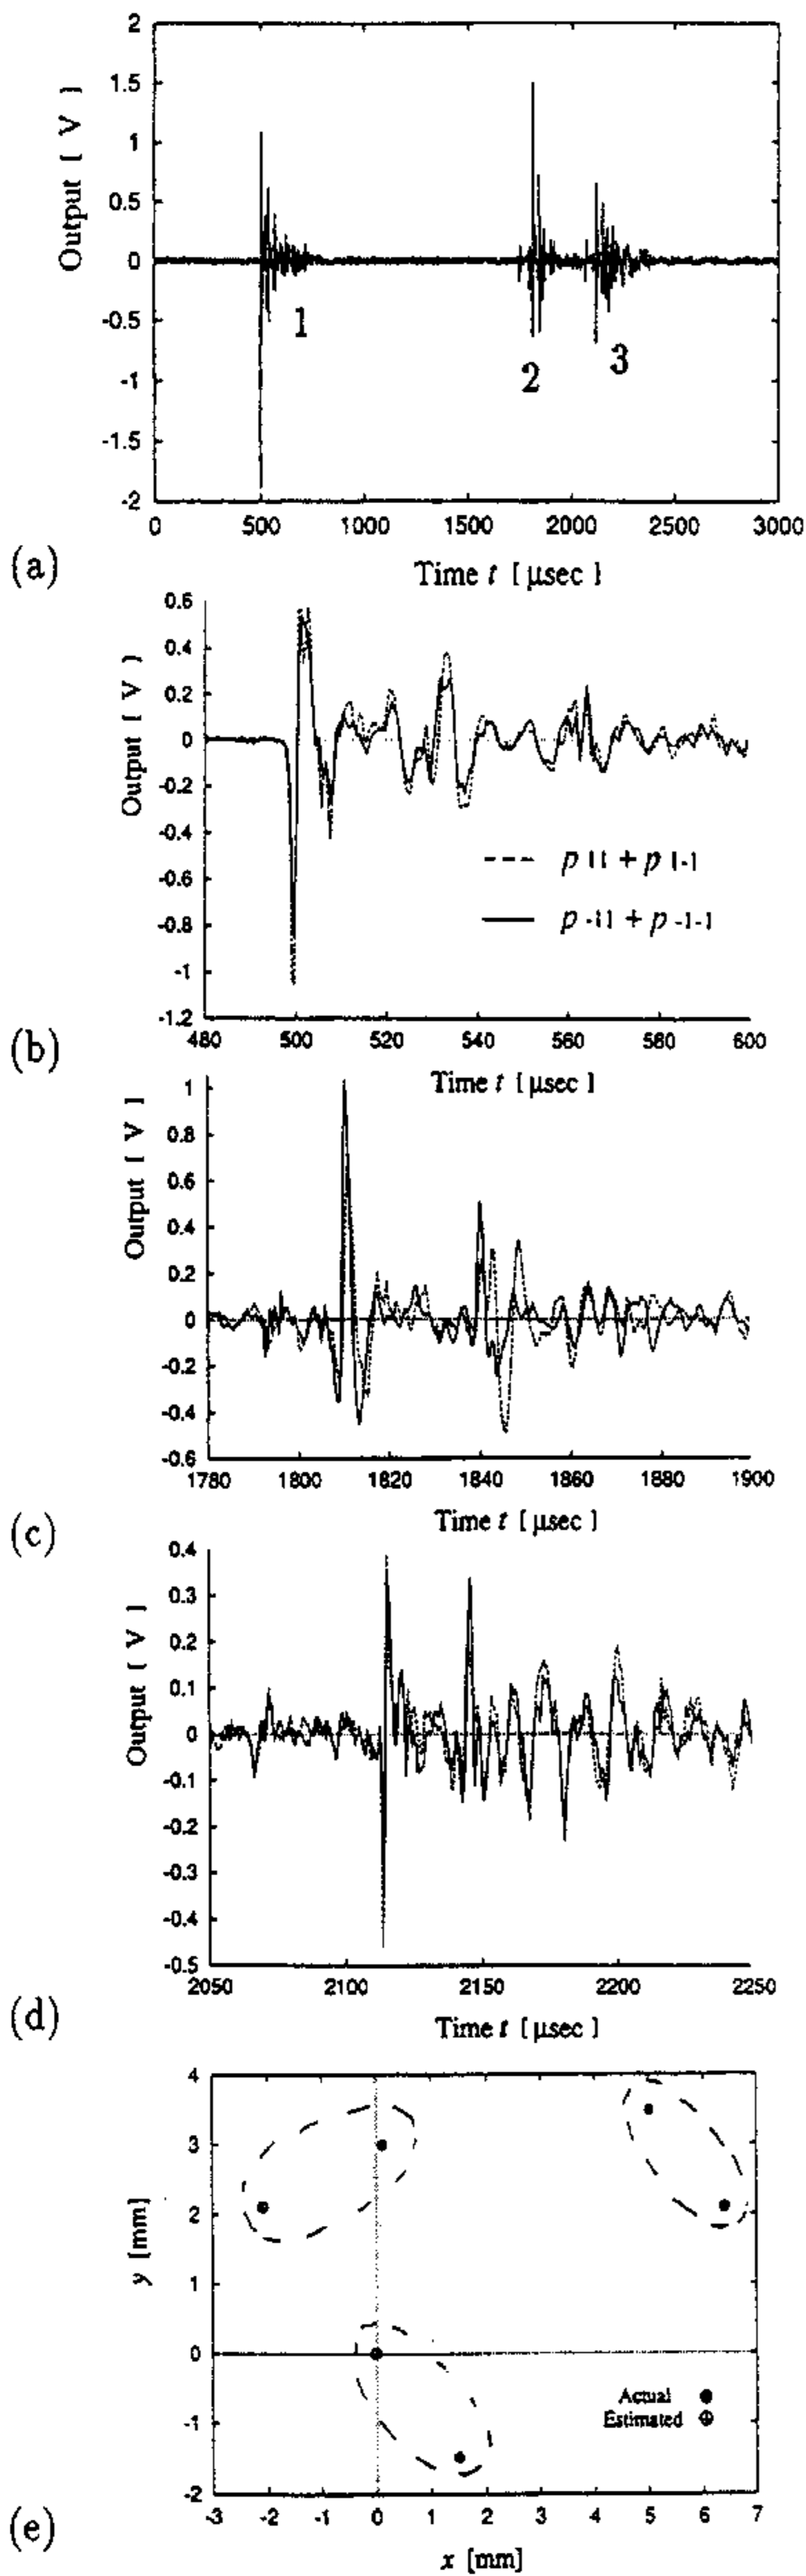 2
1.5
1
0.5
0
-0.5
-1
-1.5
-2
Output [ V ]
1
2
3
0 500 1000 1500 2000 2500 3000
Time t [ μsec ]
(a)
0.6
0.4
0.2
0
-0.2
-0.4
-0.6
-0.8
-1
-1.2
Output [ V ]
p 11 + p 1-1
p -11 + p -1-1
480 500 520 540 560 580 600
Time t [ μsec ]
(b)
1
0.8
0.6
0.4
0.2
0
-0.2
-0.4
-0.6
Output [ V ]
1780 1800 1820 1840 1860 1880 1900
Time t [ μsec ]
(c)
0.4
0.3
0.2
0.1
0
-0.1
-0.2
-0.3
-0.4
-0.5
Output [ V ]
2050 2100 2150 2200 2250
Time t [ μsec ]
(d)
4
3
2
1
0
-1
-2
y [mm]
Actual
Estimated
-3 -2 -1 0 1 2 3 4 5 6 7
x [mm]
(e)